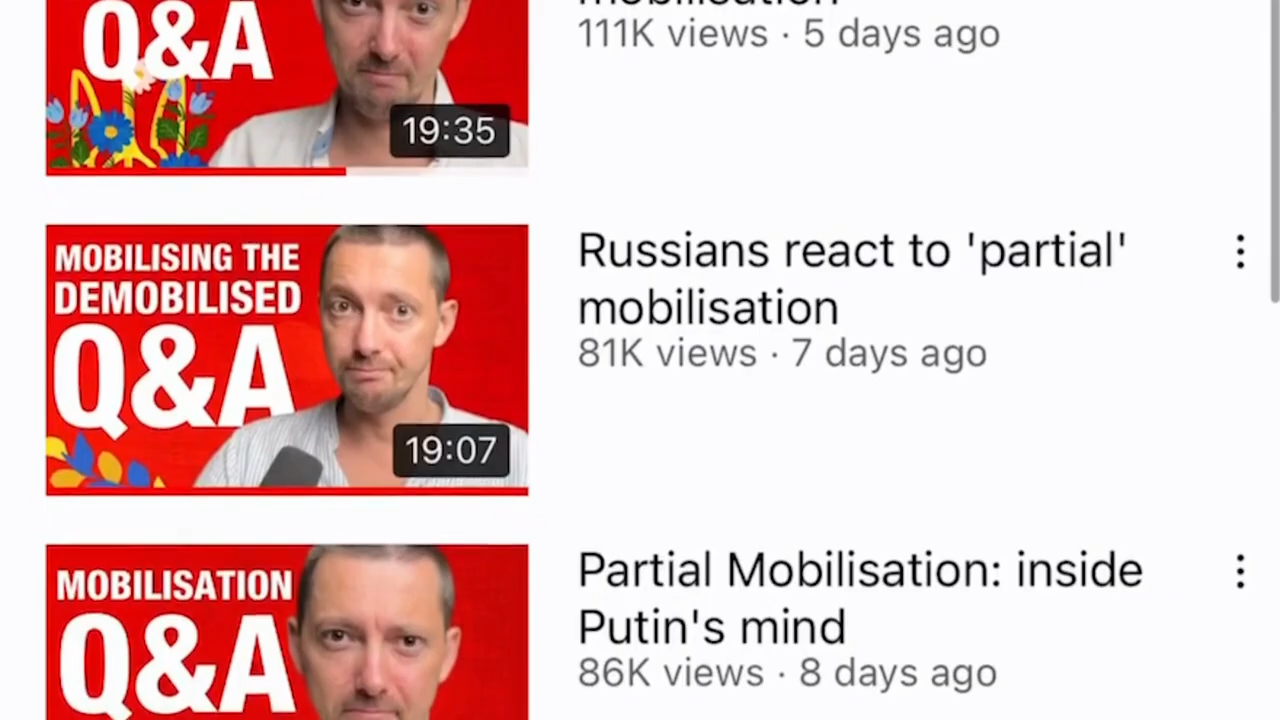 mobilisation
111K views · 5 days ago
Q&A
19:35
MOBILISING THE
DEMOBILISED
Q&A
19:07
Russians react to 'partial'
mobilisation
81K views · 7 days ago
MOBILISATION
Q&A
Partial Mobilisation: inside
Putin's mind
86K views · 8 days ago